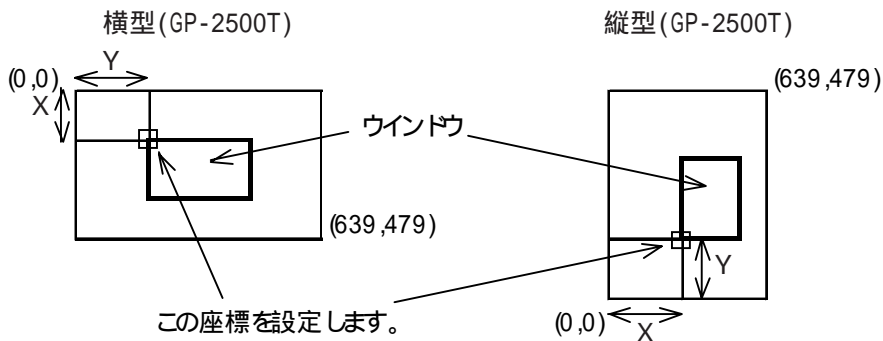 横型(GP-2500T)
縦型(GP-2500T)
Y
(0,0)
(639,479)
X
ウインドウ
(639,479)
Y
この座標を設定します。
(0,0)
X